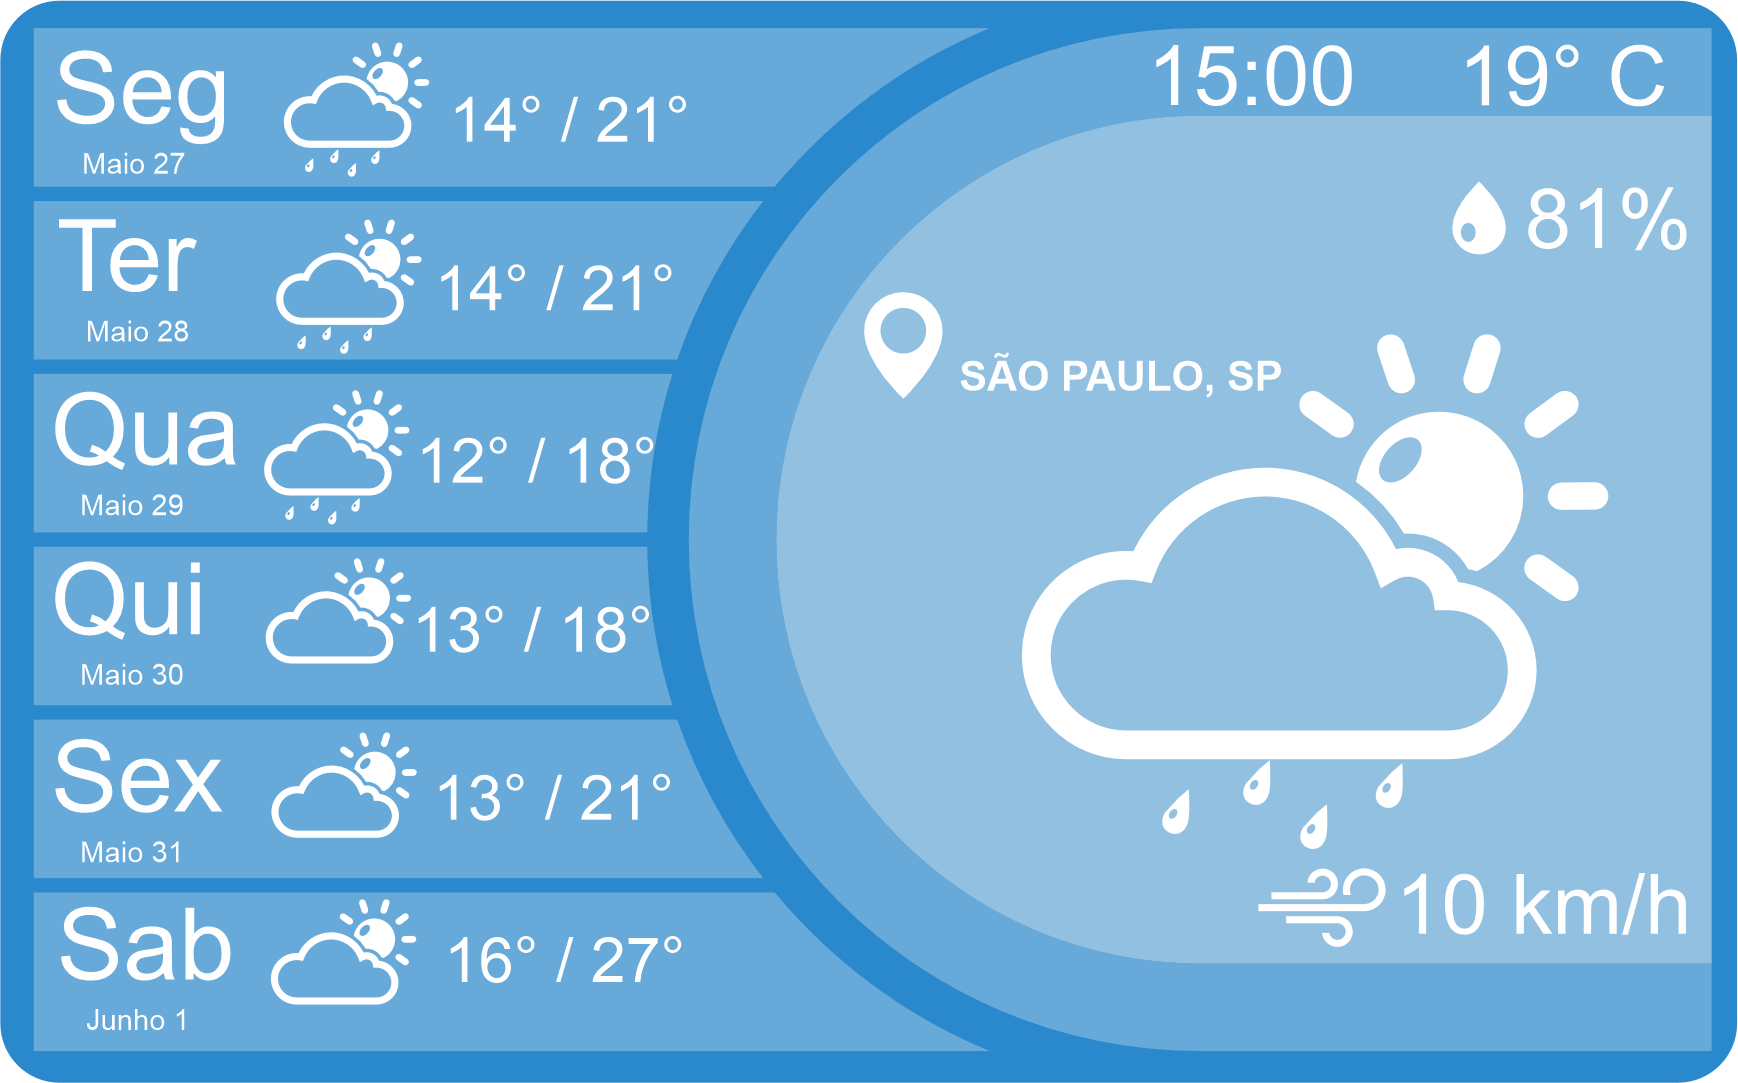 Seg
Maio 27
14° / 21°
Ter
Maio 28
14° / 21°
Qua
Maio 29
12° / 18°
Qui
Maio 30
13° / 18°
Sex
Maio 31
13° / 21°
Sab
Junho 1
16° / 27°
15:00 19° C
81%
SÃO PAULO, SP
10 km/h